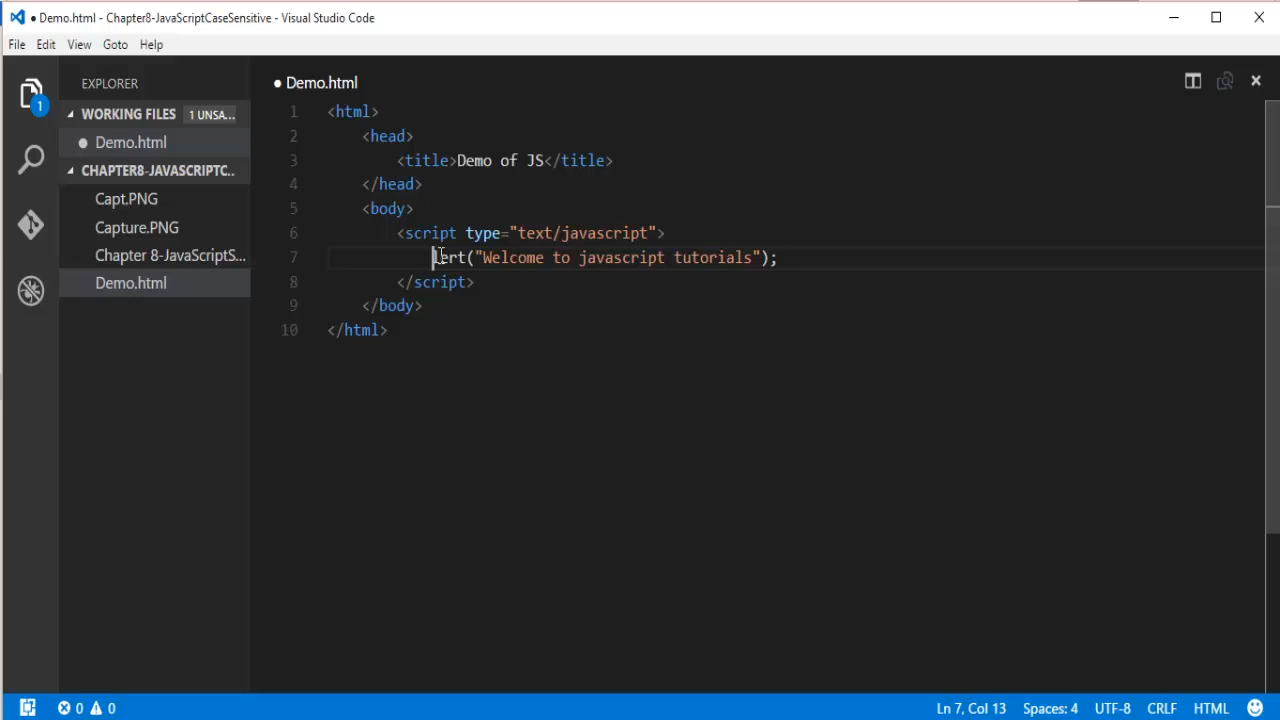 ● Demo.html - Chapter8-JavaScriptCaseSensitive - Visual Studio Code
File Edit View Goto Help
EXPLORER
WORKING FILES 1 UNSA...
● Demo.html
CHAPTER8-JAVASCRIPTC...
Capt.PNG
Capture.PNG
Chapter 8-JavaScriptS...
Demo.html
1
● Demo.html
1 <html>
2 <head>
3 <title>Demo of JS</title>
4 </head>
5 <body>
6 <script type="text/javascript">
7 lert("Welcome to javascript tutorials");
8 </script>
9 </body>
10 </html>
0 0 Ln 7, Col 13 Spaces: 4 UTF-8 CRLF HTML